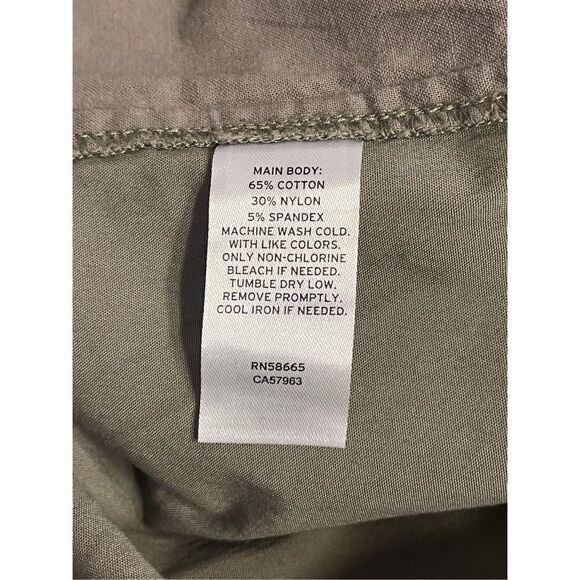 MAIN BODY:
65% COTTON
30% NYLON
5% SPANDEX
MACHINE WASH COLD.
WITH LIKE COLORS.
ONLY NON-CHLORINE
BLEACH IF NEEDED.
TUMBLE DRY LOW.
REMOVE PROMPTLY.
COOL IRON IF NEEDED.
RN58665
CA57963